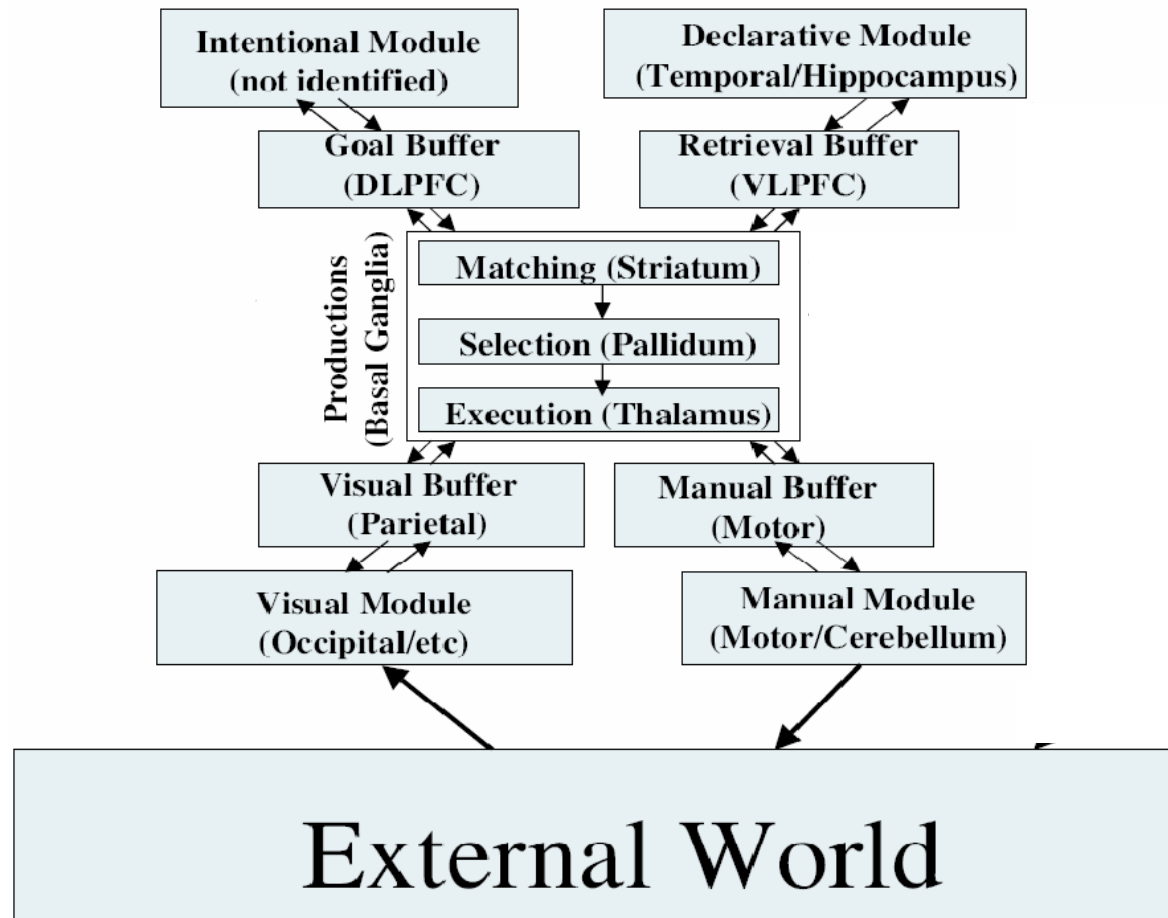 Intentional Module
(not identified)
Declarative Module
(Temporal/Hippocampus)
Goal Buffer
(DLPFC)
Retrieval Buffer
(VLPFC)
Productions
(Basal Ganglia)
Matching (Striatum)
Selection (Pallidum)
Execution (Thalamus)
Visual Buffer
(Parietal)
Manual Buffer
(Motor)
Visual Module
(Occipital/etc)
Manual Module
(Motor/Cerebellum)
External World